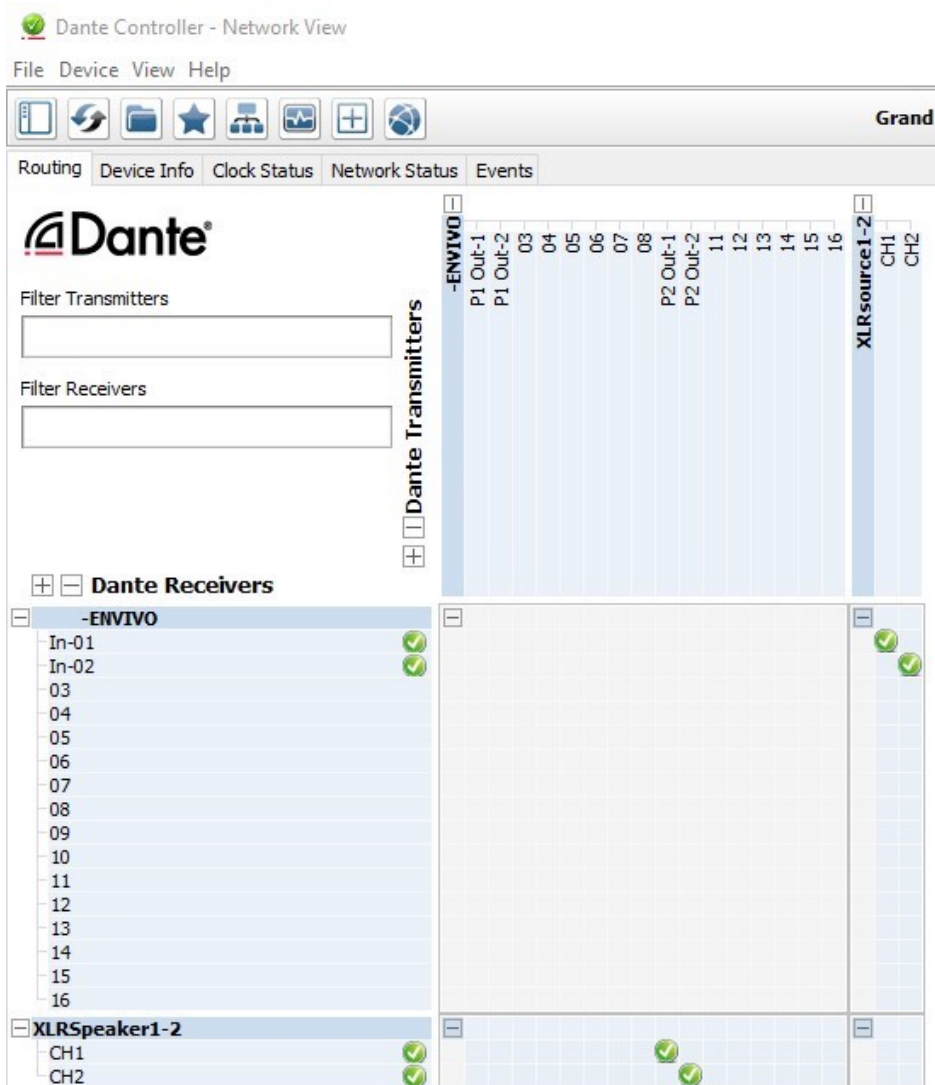 Dante Controller - Network View
File Device View Help
Grand
Routing Device Info Clock Status Network Status Events
Dante®
Filter Transmitters
Filter Receivers
Dante Transmitters
-ENVIVO
P1 Out-1
P1 Out-2
03
04
05
06
07
08
P2 Out-1
P2 Out-2
11
12
13
14
15
16
XLRsource1-2
CH1
CH2
Dante Receivers
-ENVIVO
In-01
In-02
03
04
05
06
07
08
09
10
11
12
13
14
15
16
XLRSpeaker1-2
CH1
CH2